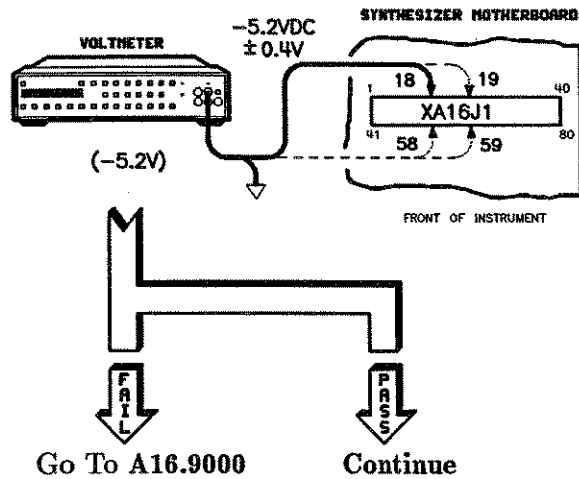 SYNTHESIZER MOTHERBOARD
−5.2VDC
± 0.4V
VOLTMETER
18
19
1
40
XA16J1
41
80
58
59
(−5.2V)
FRONT OF INSTRUMENT
FAIL
PASS
Go To A16.9000
Continue